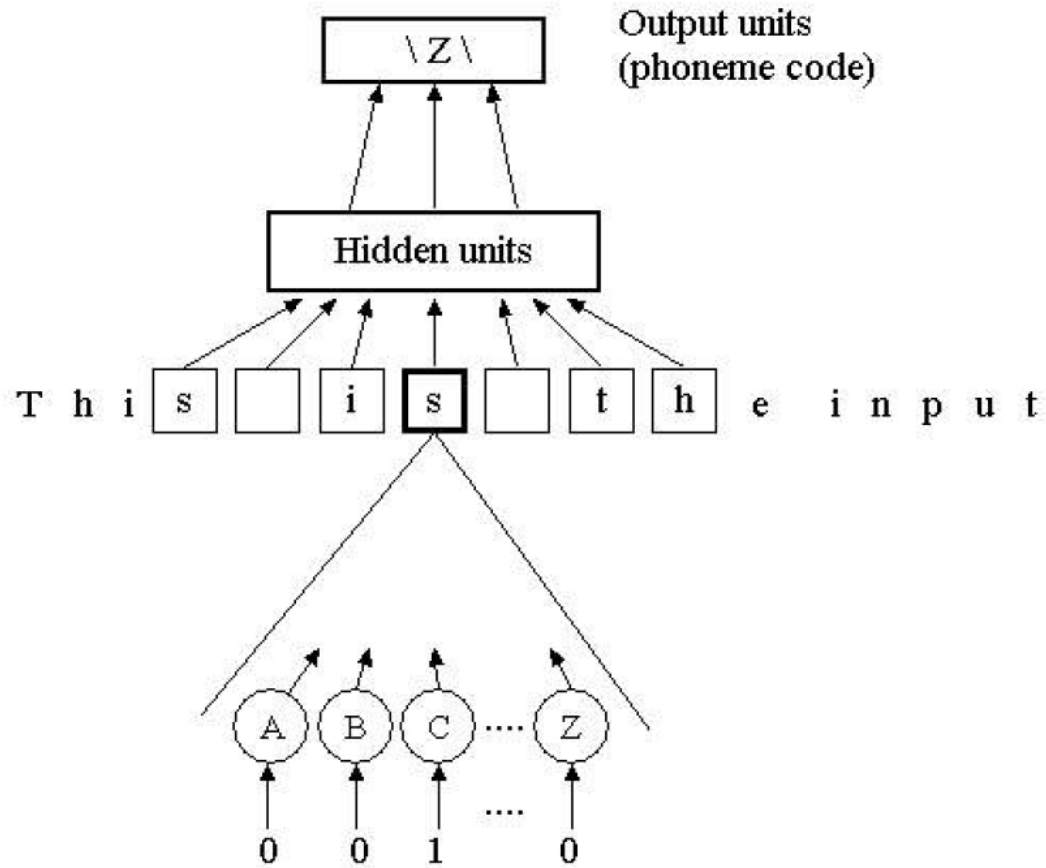 \ Z \
Output units
(phoneme code)
Hidden units
T h i s i s t h e i n p u t
A B C .... Z
0 0 1 .... 0